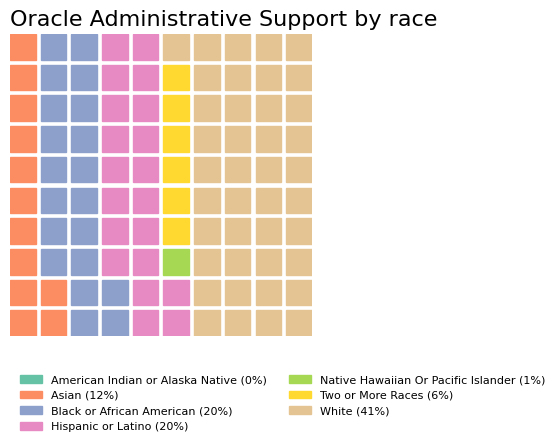 Oracle Administrative Support by race
American Indian or Alaska Native (0%)
Asian (12%)
Black or African American (20%)
Hispanic or Latino (20%)
Native Hawaiian Or Pacific Islander (1%)
Two or More Races (6%)
White (41%)